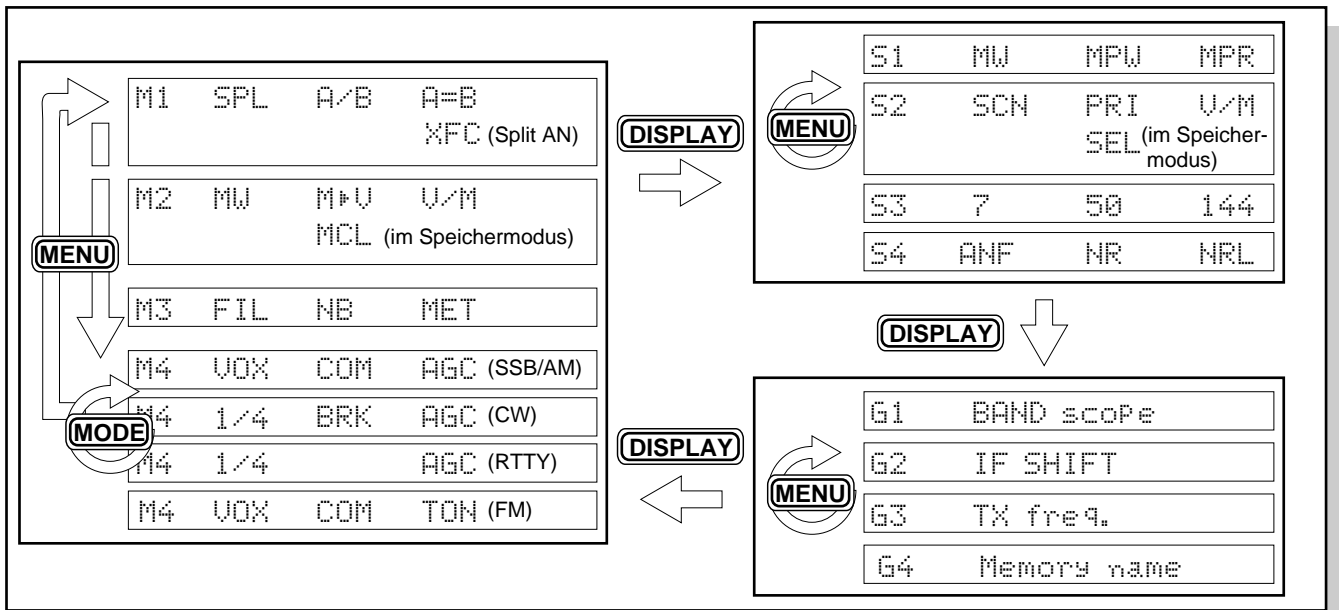 M1 SPL A/B A=B
XFC (Split AN)
M2 MW M▸V V/M
MCL (im Speichermodus)
MENU
M3 FIL NB MET
M4 VOX COM AGC (SSB/AM)
M4 1/4 BRK AGC (CW)
MODE
M4 1/4 AGC (RTTY)
M4 VOX COM TON (FM)
DISPLAY
S1 MW MPW MPR
MENU
S2 SCN PRI V/M
SEL (im Speicher-
modus)
S3 7 50 144
S4 ANF NR NRL
DISPLAY
G1 BAND scope
G2 IF SHIFT
MENU
G3 TX freq.
G4 Memory name
DISPLAY